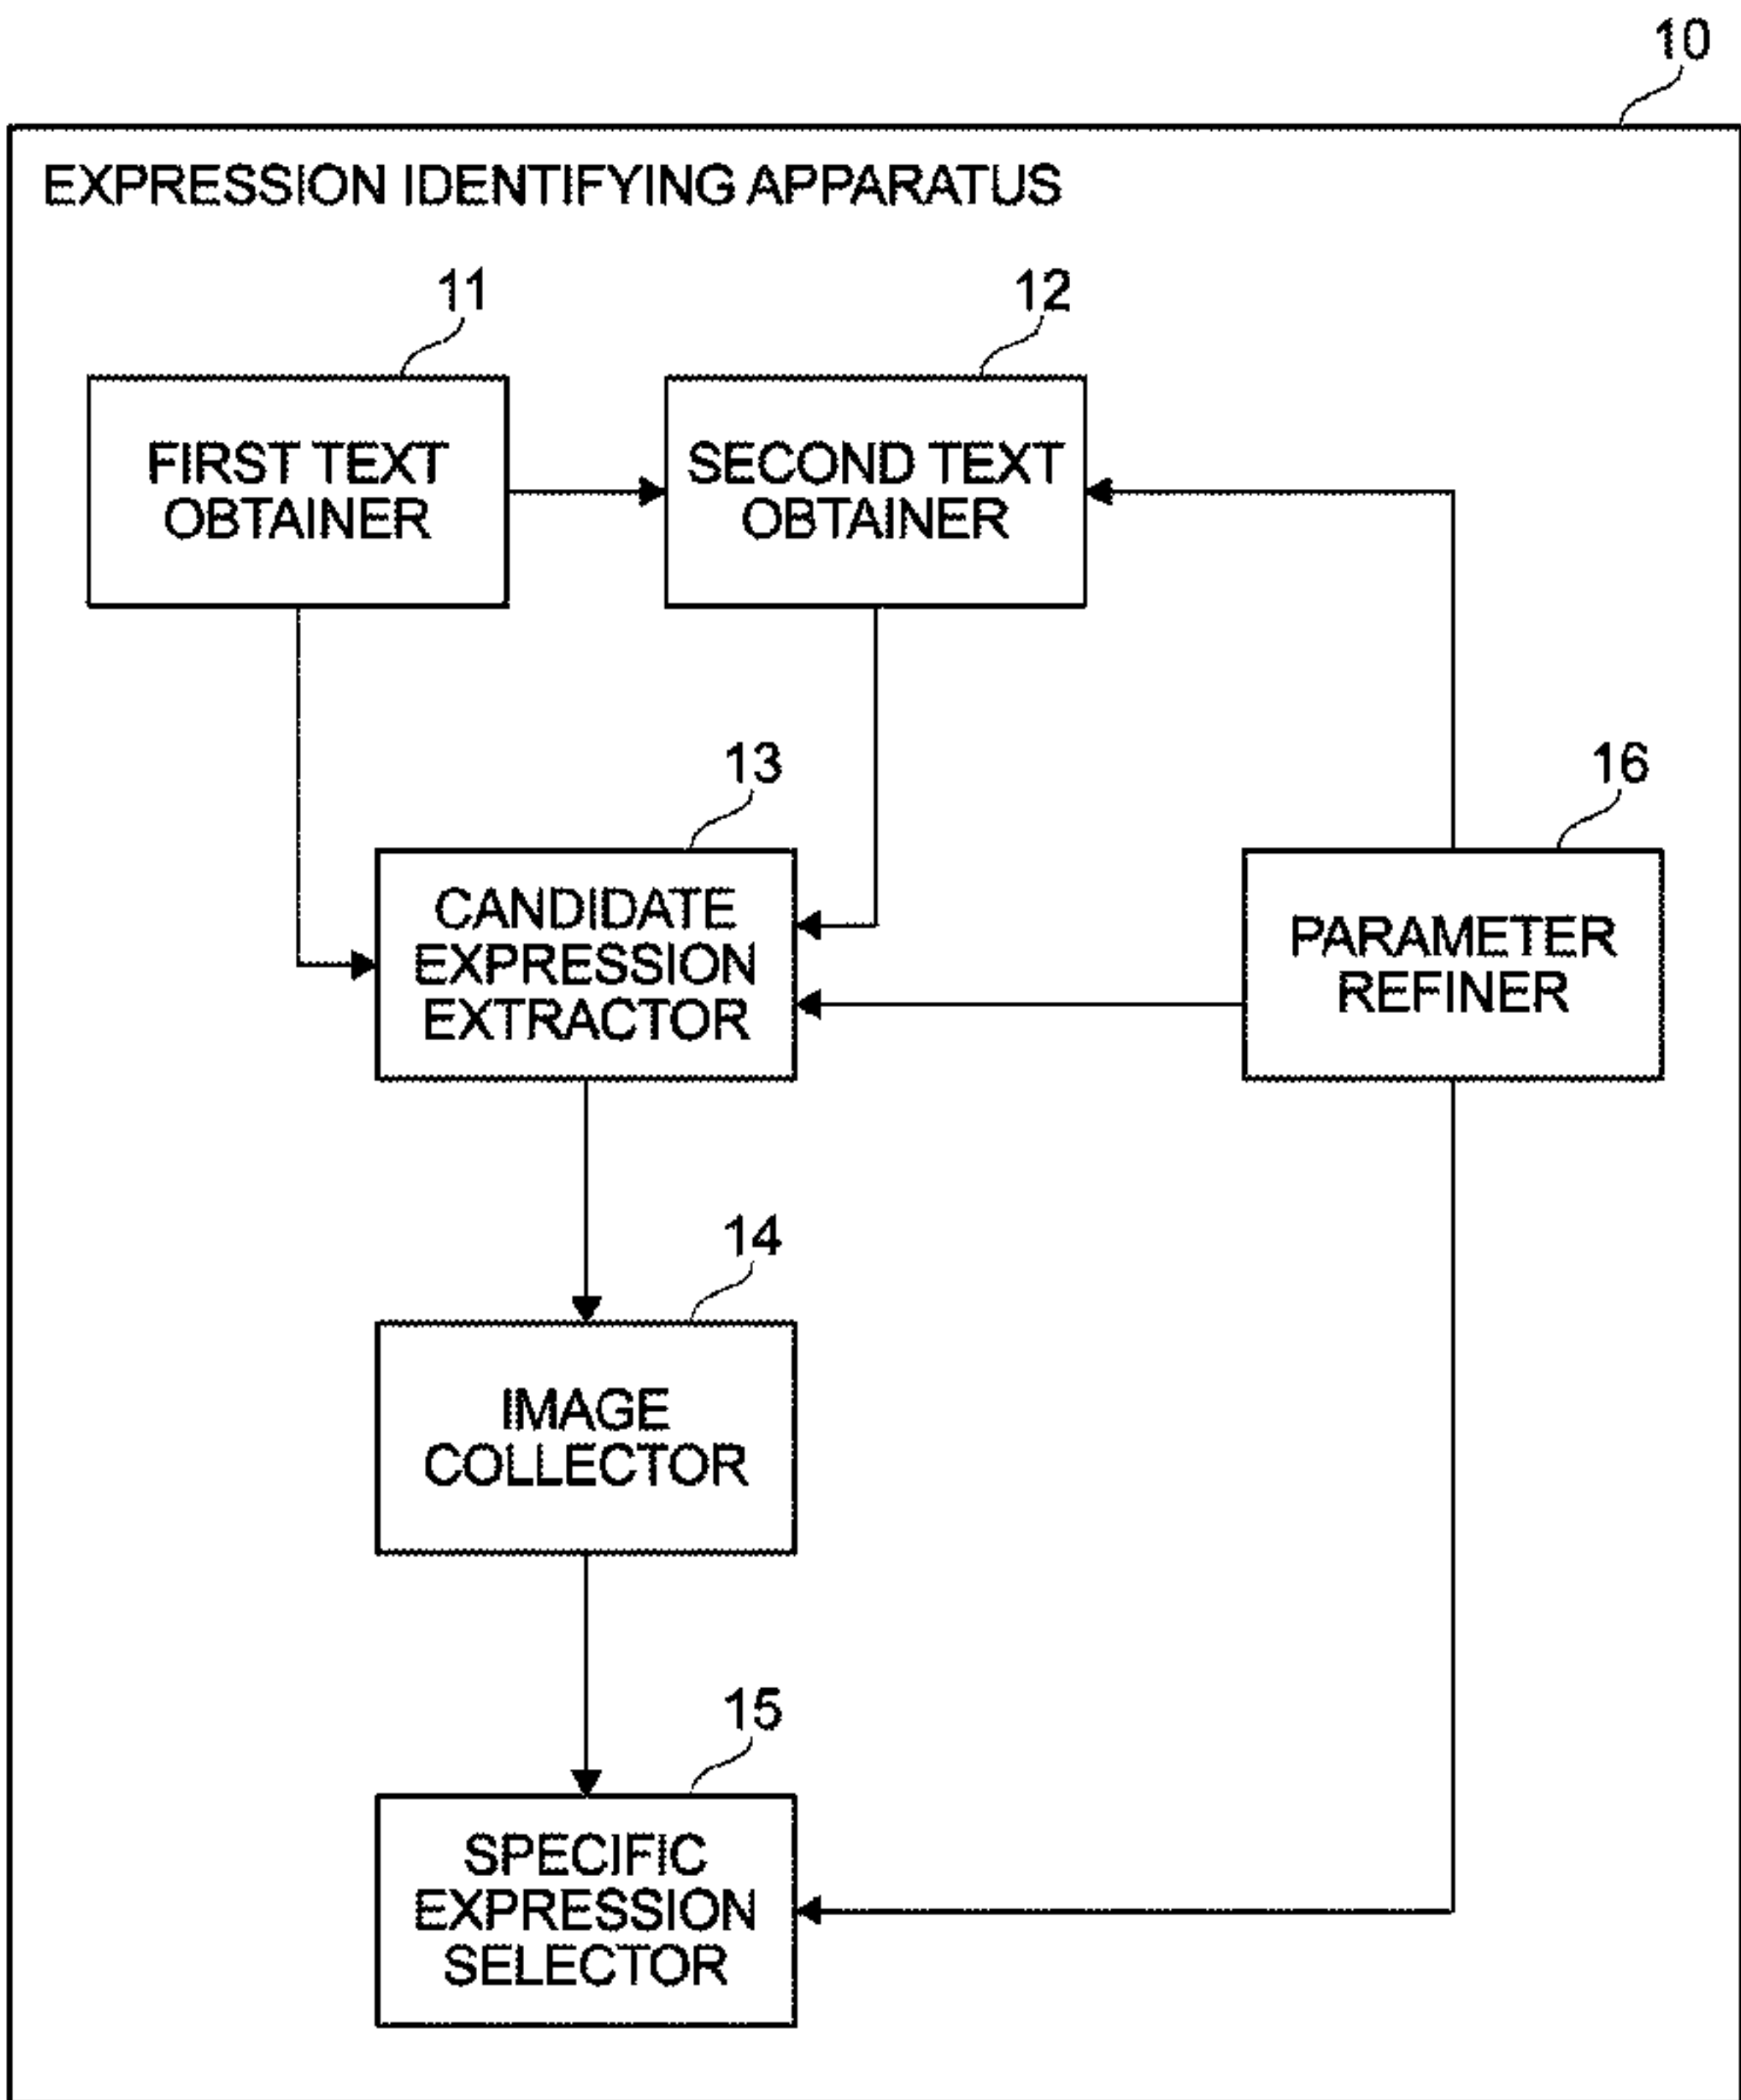 10
EXPRESSION IDENTIFYING APPARATUS
11
12
FIRST TEXT
OBTAINER
SECOND TEXT
OBTAINER
13
16
CANDIDATE
EXPRESSION
EXTRACTOR
PARAMETER
REFINER
14
IMAGE
COLLECTOR
15
SPECIFIC
EXPRESSION
SELECTOR